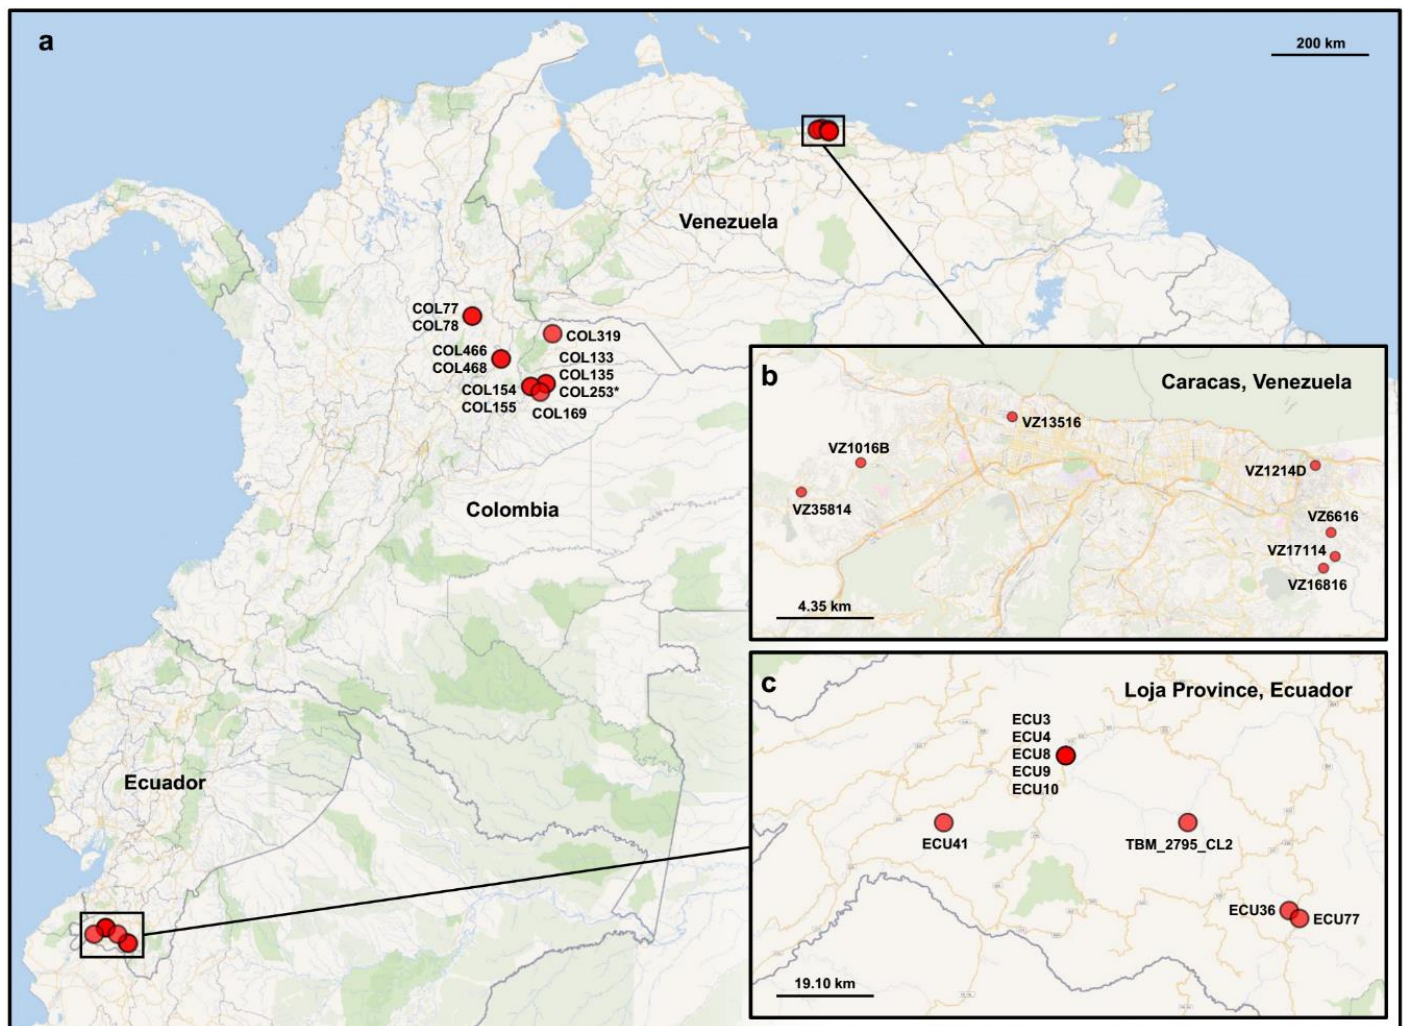 a
200 km
Venezuela
COL77
COL78
COL319
COL466
COL468
COL133
COL135
COL253*
COL154
COL155
COL169
Colombia
Ecuador
b
Caracas, Venezuela
VZ13516
VZ1016B
VZ1214D
VZ35814
VZ6616
VZ17114
VZ16816
4.35 km
c
Loja Province, Ecuador
ECU3
ECU4
ECU8
ECU9
ECU10
ECU41
TBM_2795_CL2
ECU36
ECU77
19.10 km